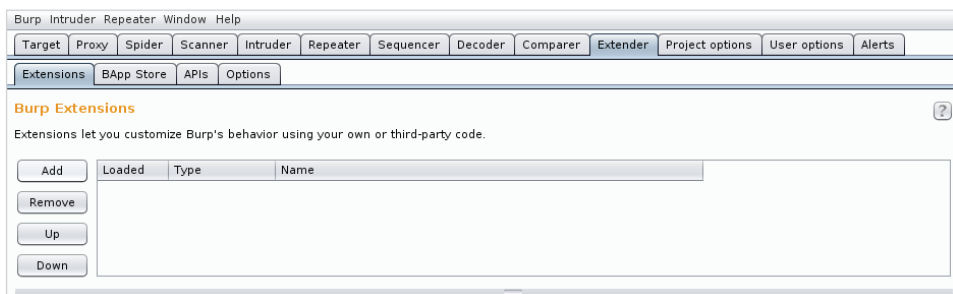 Burp Intruder Repeater Window Help
Target Proxy Spider Scanner Intruder Repeater Sequencer Decoder Comparer Extender Project options User options Alerts
Extensions BApp Store APIs Options
Burp Extensions
?
Extensions let you customize Burp's behavior using your own or third-party code.
Add Loaded Type Name
Remove
Up
Down